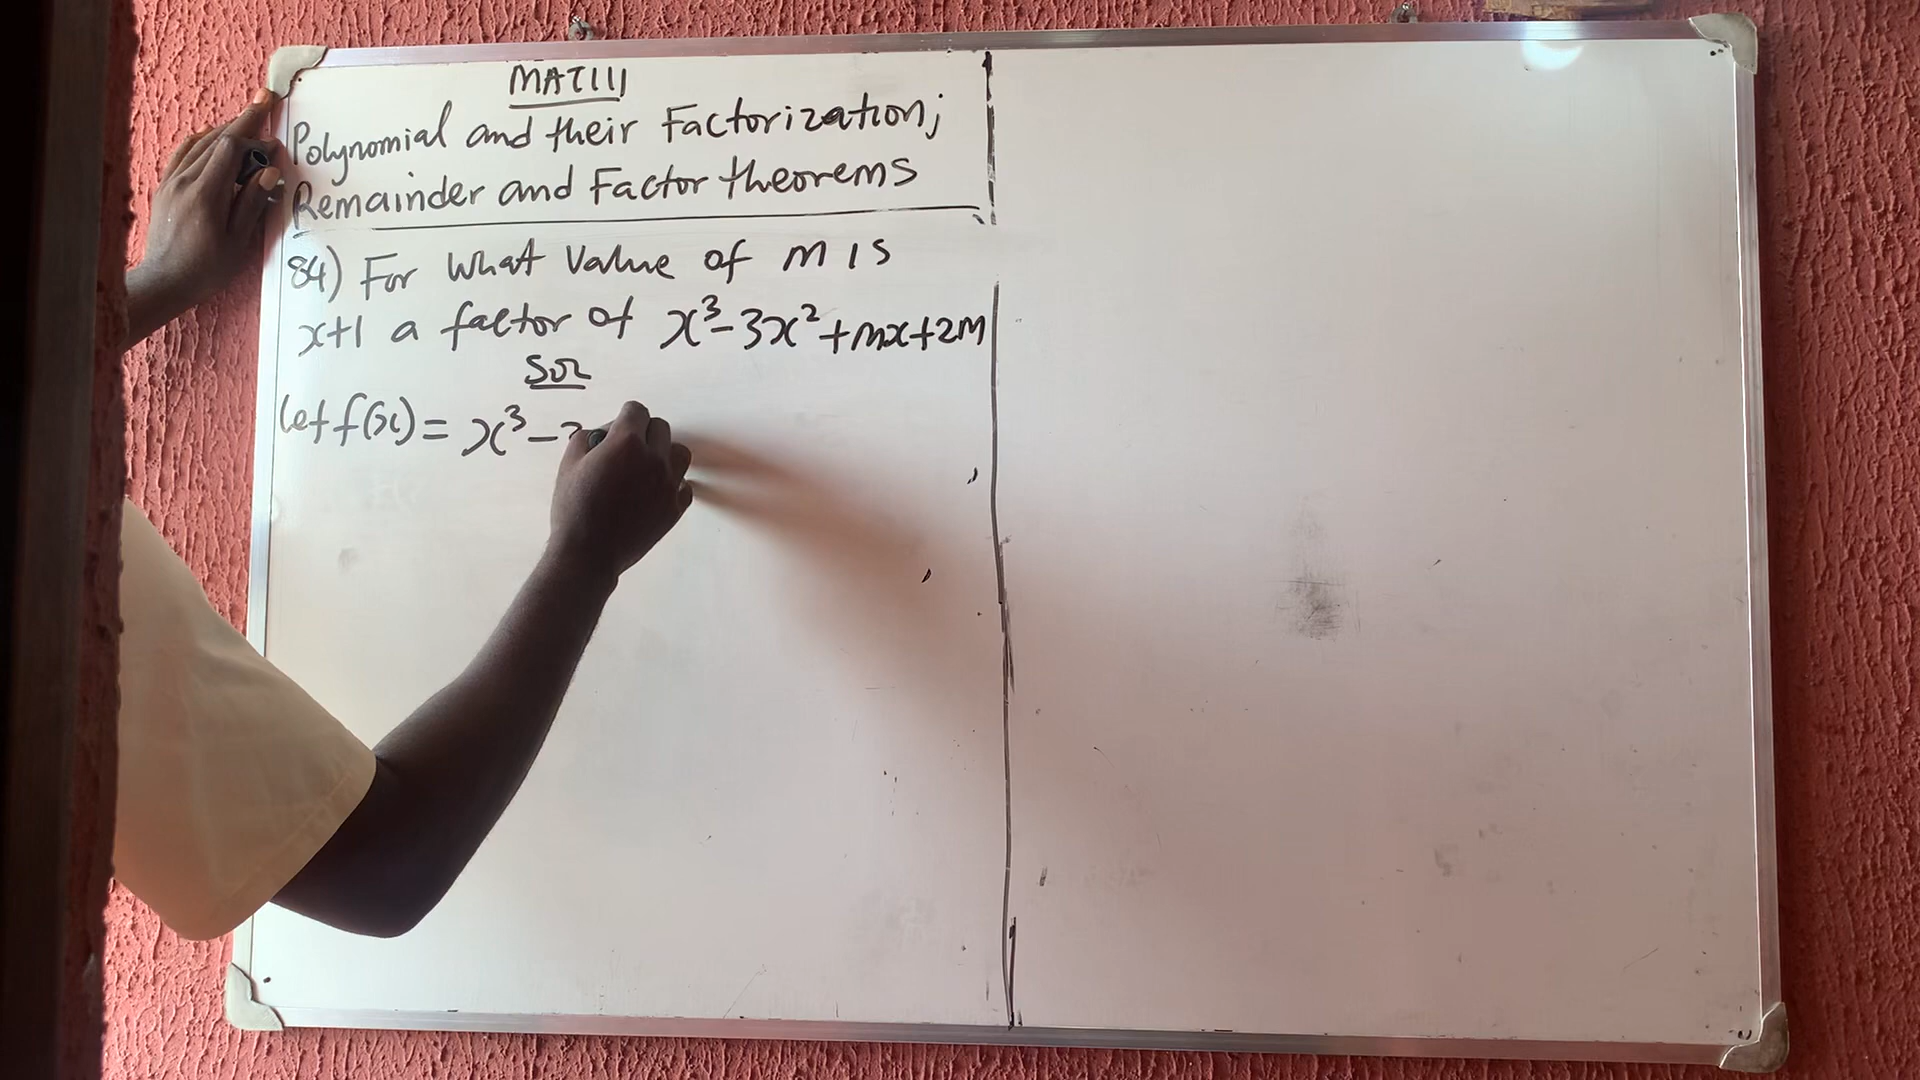 MAT111
Polynomial and their Factorization;
Remainder and Factor theorems
84) For what value of m is
x+1 a factor of x³-3x²+mx+2m
Sol
Let f(x) = x³-3